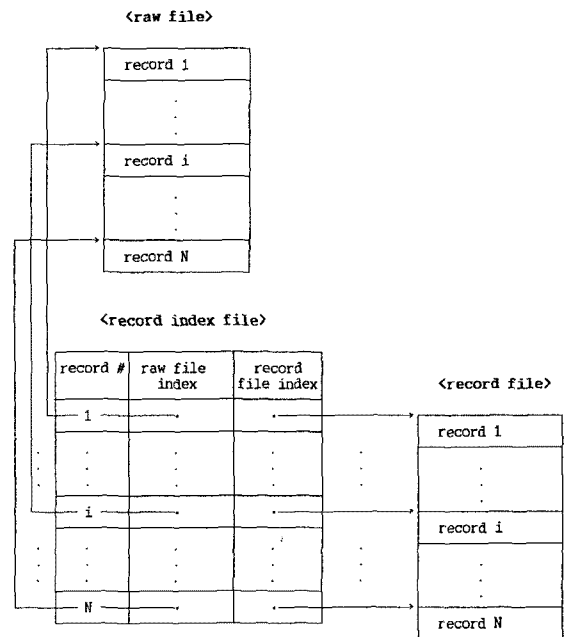 <raw file>
record 1
record i
record N
<record index file>
record # raw file index record file index
1
i
N
<record file>
record 1
record i
record N